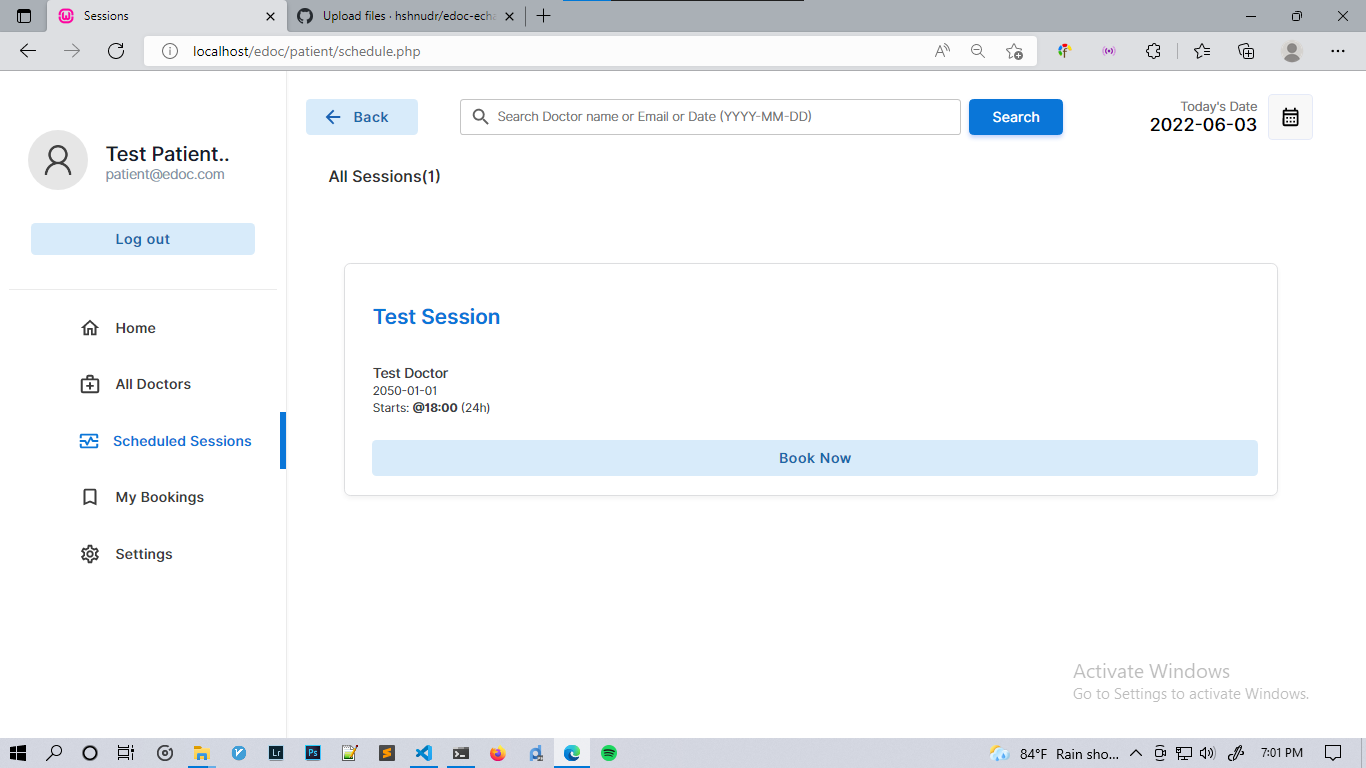 Sessions
Upload files · hshnudr/edoc-echa
localhost/edoc/patient/schedule.php
Test Patient..
patient@edoc.com
Log out
Home
All Doctors
Scheduled Sessions
My Bookings
Settings
Back
Search Doctor name or Email or Date (YYYY-MM-DD)
Search
Today's Date
2022-06-03
All Sessions(1)
Test Session
Test Doctor
2050-01-01
Starts: @18:00 (24h)
Book Now
Activate Windows
Go to Settings to activate Windows.
Lr
Ps
84°F Rain sho...
7:01 PM